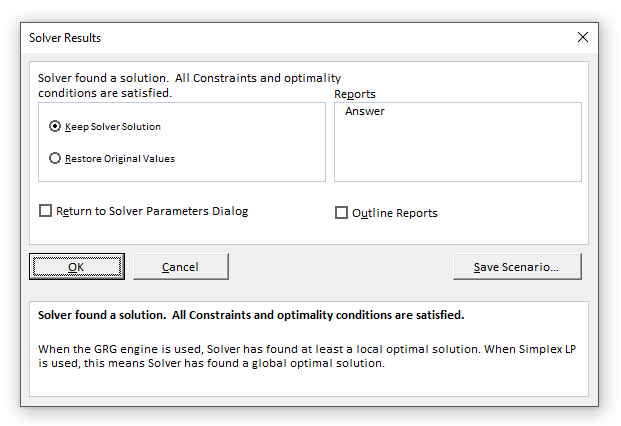 Solver Results
Solver found a solution.  All Constraints and optimality
conditions are satisfied.
Reports
Answer
Keep Solver Solution
Restore Original Values
Return to Solver Parameters Dialog
Outline Reports
OK
Cancel
Save Scenario...
Solver found a solution.  All Constraints and optimality conditions are satisfied.
When the GRG engine is used, Solver has found at least a local optimal solution. When Simplex LP
is used, this means Solver has found a global optimal solution.